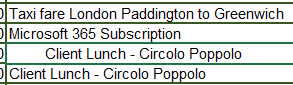 Taxi fare London Paddington to Greenwich
Microsoft 365 Subscription
Client Lunch - Circolo Poppolo
Client Lunch - Circolo Poppolo